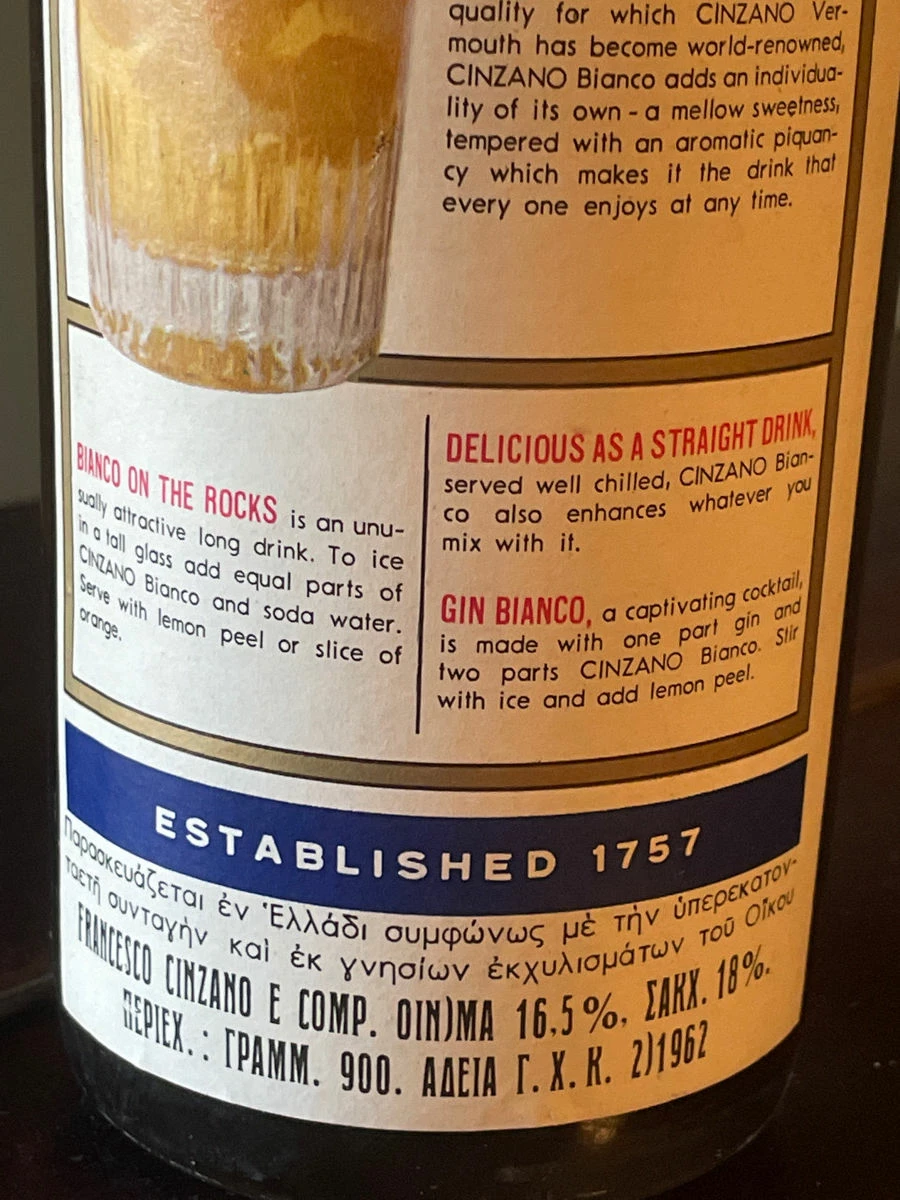 quality for which CINZANO Ver-
mouth has become world-renowned,
CINZANO Bianco adds an individua-
lity of its own - a mellow sweetness,
tempered with an aromatic piquan-
cy which makes it the drink that
every one enjoys at any time.
BIANCO ON THE ROCKS is an unu-
sually attractive long drink. To ice
in a tall glass add equal parts of
CINZANO Bianco and soda water.
Serve with lemon peel or slice of
orange.
DELICIOUS AS A STRAIGHT DRINK,
served well chilled, CINZANO Bian-
co also enhances whatever you
mix with it.
GIN BIANCO, a captivating cocktail,
is made with one part gin and
two parts CINZANO Bianco. Stir
with ice and add lemon peel.
ESTABLISHED 1757
Παρασκευάζεται ἐν Ἑλλάδι συμφώνως μὲ τὴν ὑπερεκατον-
ταετῆ συνταγὴν καὶ ἐκ γνησίων ἐκχυλισμάτων τοῦ Οἴκου
FRANCESCO CINZANO E COMP. ΟΙΝ)ΜΑ 16,5%. ΣΑΚΧ. 18%.
ΠΕΡΙΕΧ. : ΓΡΑΜΜ. 900. ΑΔΕΙΑ Γ. Χ. Κ. 2)1962